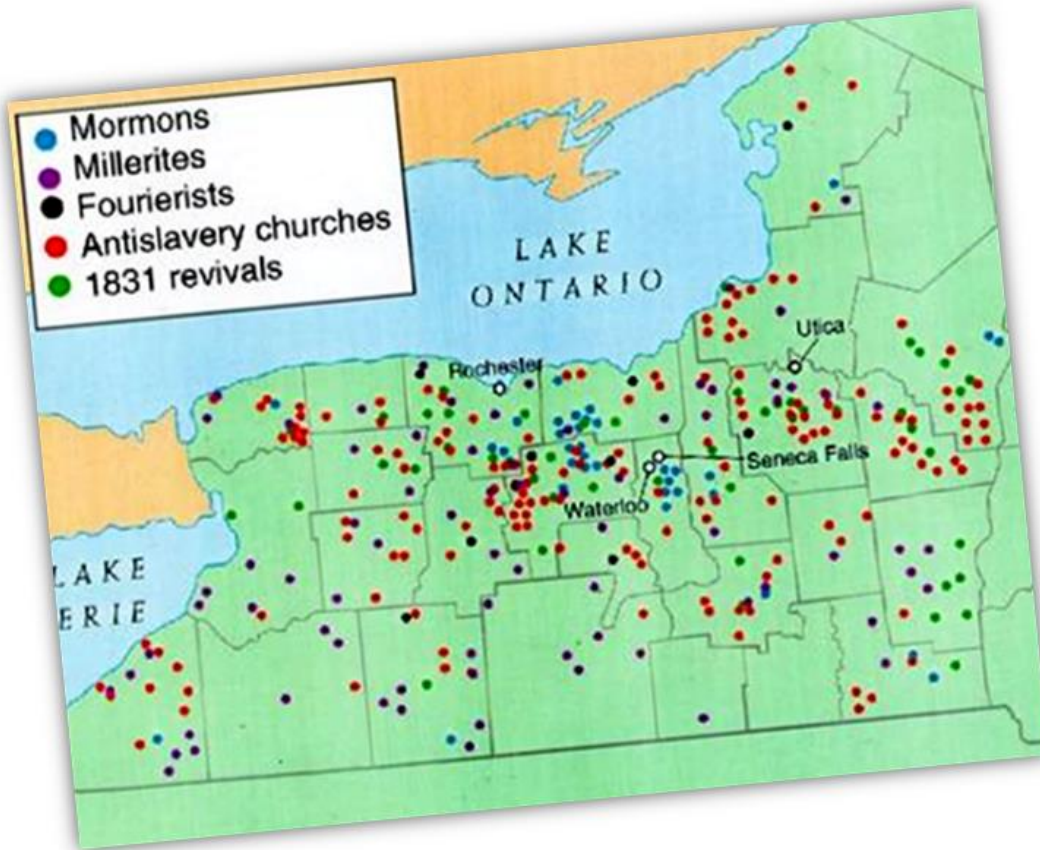 Mormons
Millerites
Fourierists
Antislavery churches
1831 revivals
LAKE
ONTARIO
Utica
Rochester
Seneca Falls
Waterloo
LAKE
ERIE